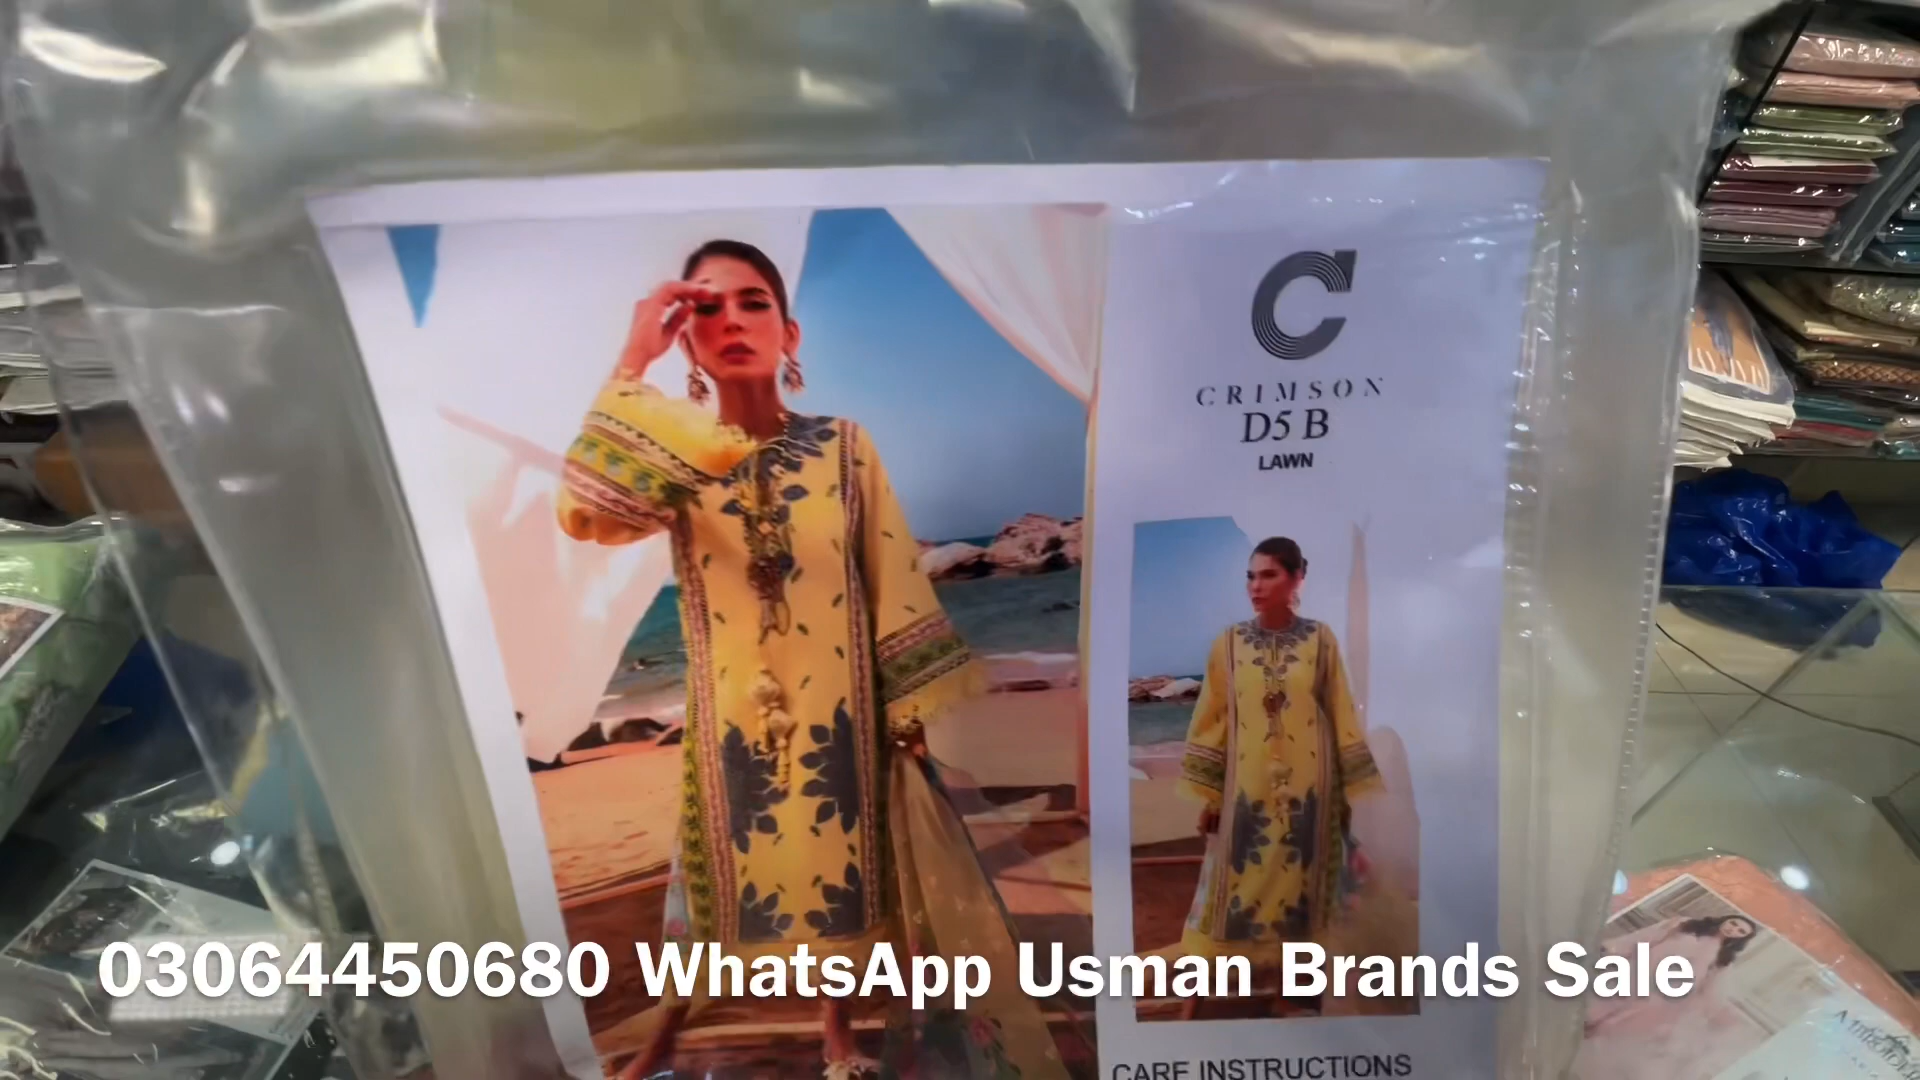 CRIMSON
D5 B
LAWN
03064450680 WhatsApp Usman Brands Sale
CARE INSTRUCTIONS